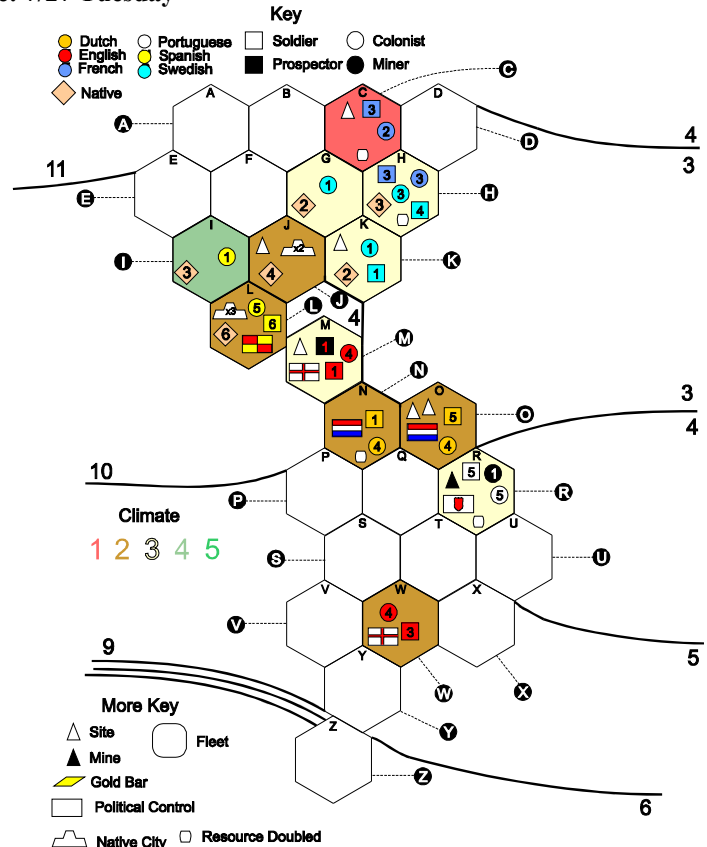 Key
Dutch
Portuguese
Soldier
Colonist
English
Spanish
French
Swedish
Prospector
Miner
Native
C
A
B
C
D
3
2
A
D
4
3
11
E
F
G
H
1
3
3
3
2
3
4
E
H
I
J
K
1
x2
1
3
4
2
1
I
K
J
L
x3
5
6
6
L
4
M
1
4
1
M
N
N
O
1
4
5
4
O
3
4
10
P
Q
R
5
1
5
P
R
Climate
1 2 3 4 5
S
T
U
S
U
V
W
X
4
3
V
9
5
Y
W
X
More Key
Site
Fleet
Mine
Z
Y
Gold Bar
Z
Political Control
6
Native City
Resource Doubled